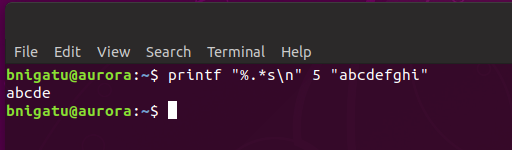 File Edit View Search Terminal Help
bnigatu@aurora:~$ printf "%.*s\n" 5 "abcdefghi"
abcde
bnigatu@aurora:~$